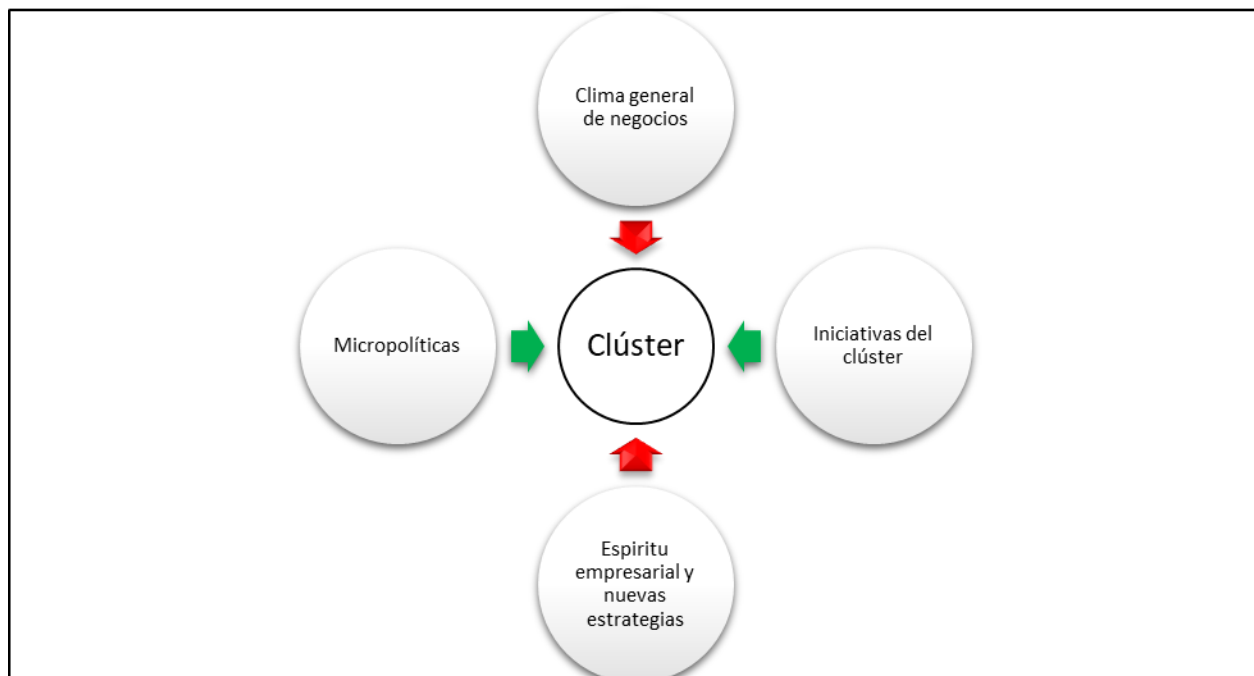 Clima general
de negocios
Micropolíticas
Clúster
Iniciativas del
clúster
Espiritu
empresarial y
nuevas
estrategias